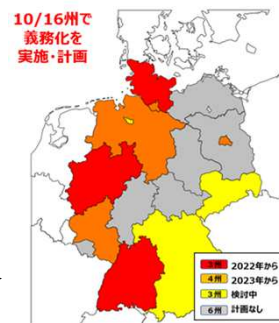 10/16州で
義務化を
実施・計画
3州 2022年から
4州 2023年から
3州 検討中
6州 計画なし